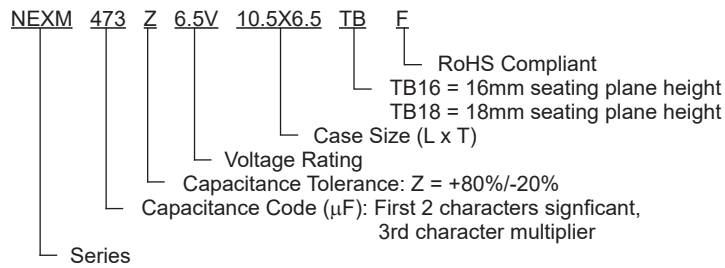 NEXM 473 Z 6.5V 10.5X6.5 TB F
RoHS Compliant
TB16 = 16mm seating plane height
TB18 = 18mm seating plane height
Case Size (L x T)
Voltage Rating
Capacitance Tolerance: Z = +80%/-20%
Capacitance Code (μF): First 2 characters signficant,
3rd character multiplier
Series